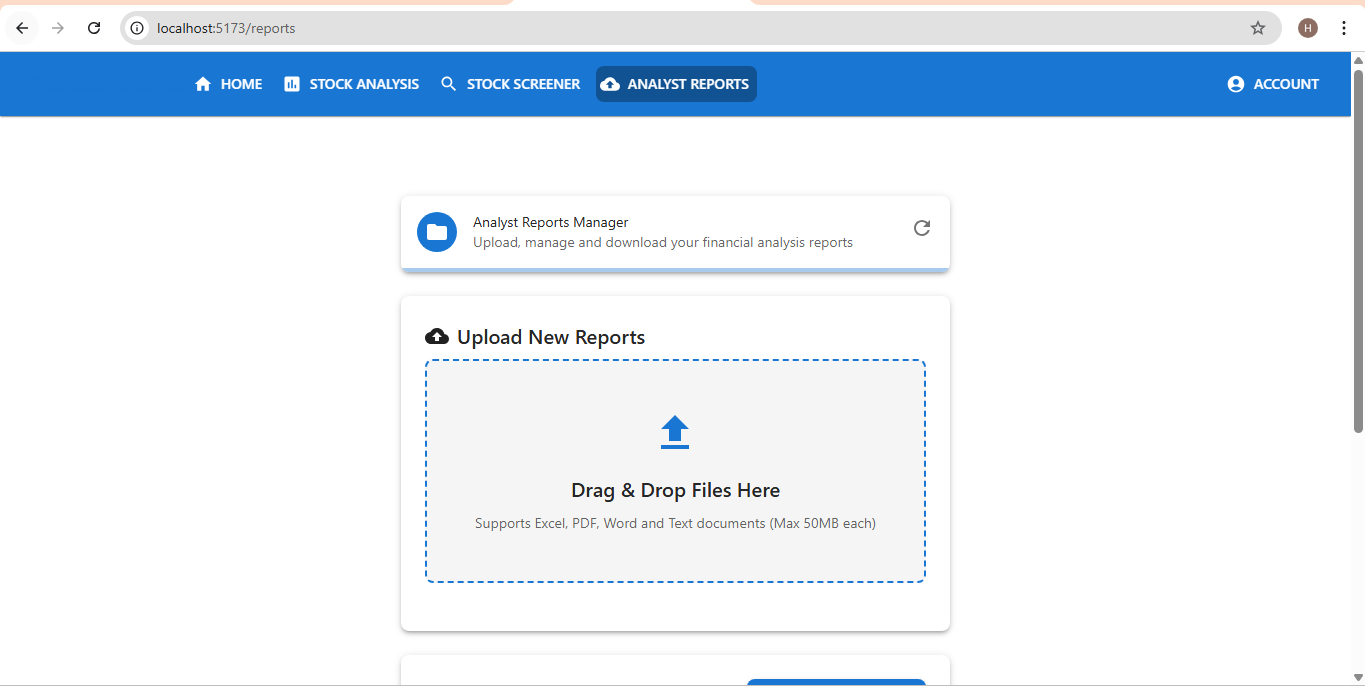 localhost:5173/reports
H
HOME STOCK ANALYSIS STOCK SCREENER ANALYST REPORTS ACCOUNT
Analyst Reports Manager
Upload, manage and download your financial analysis reports
Upload New Reports
Drag & Drop Files Here
Supports Excel, PDF, Word and Text documents (Max 50MB each)